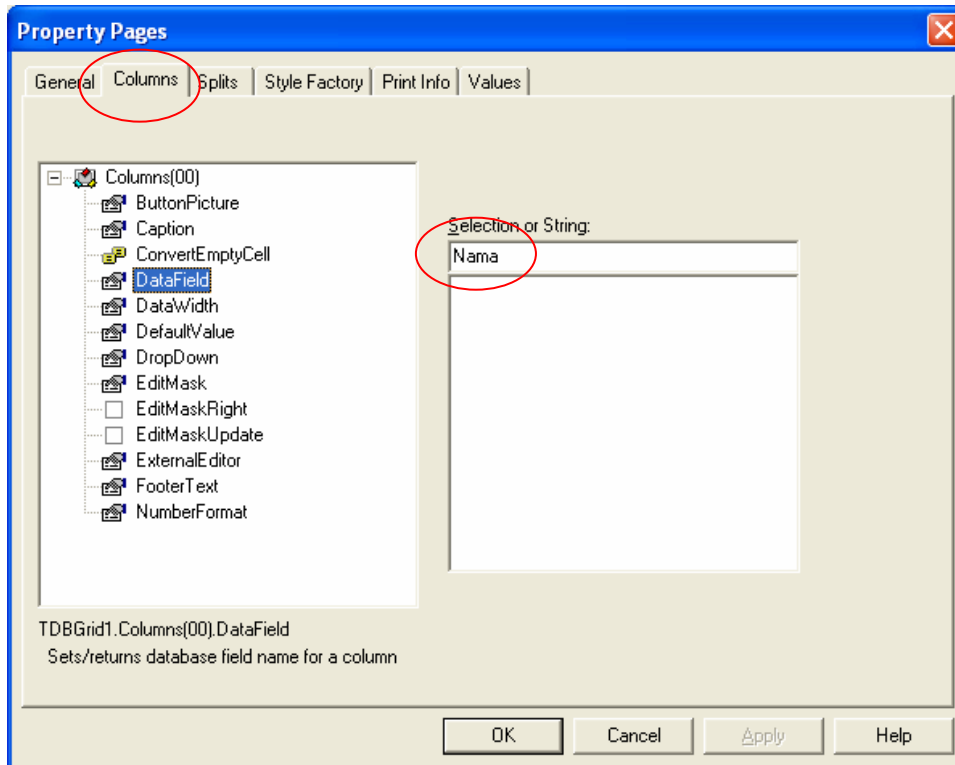 Property Pages
General Columns Splits Style Factory Print Info Values
Columns(00)
ButtonPicture
Caption
ConvertEmptyCell
DataField
DataWidth
DefaultValue
DropDown
EditMask
EditMaskRight
EditMaskUpdate
ExternalEditor
FooterText
NumberFormat
Selection or String:
Nama
TDBGrid1.Columns(00).DataField
Sets/returns database field name for a column
OK Cancel Apply Help